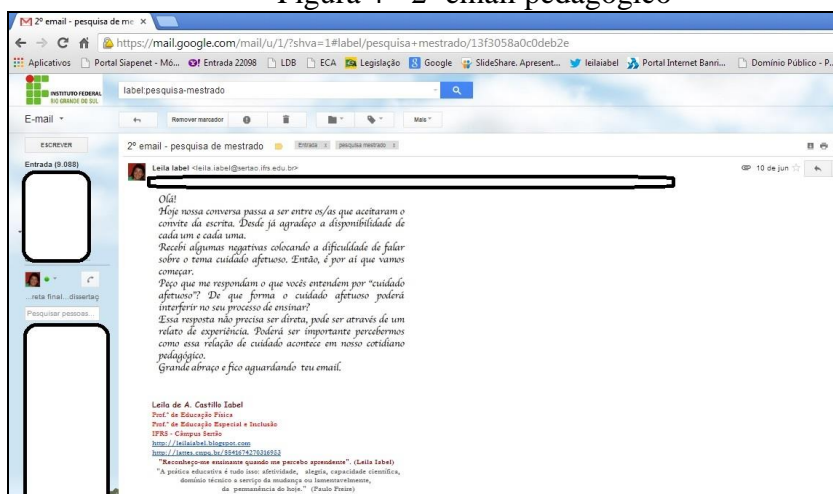 Figura 4 - 2º email pedagógico
2º email - pesquisa de me
https://mail.google.com/mail/u/1/?shva=1#label/pesquisa+mestrado/13f3058a0c0deb2e
Aplicativos Portal Siapenet - Mó... Entrada 22098 LDB ECA Legislação Google SlideShare. Apresent... leilaiabel Portal Internet Banri... Domínio Público - P...
INSTITUTO FEDERAL
RIO GRANDE DO SUL
label:pesquisa-mestrado
E-mail
Remover marcador
Mais
ESCREVER
2º email - pesquisa de mestrado
Entrada x
pesquisa mestrado x
Entrada (9.088)
Leila Iabel <leila.iabel@sertao.ifrs.edu.br>
10 de jun
Olá!
Hoje nossa conversa passa a ser entre os/as que aceitaram o
convite da escrita. Desde já agradeço a disponibilidade de
cada um e cada uma.
Recebi algumas negativas colocando a dificuldade de falar
sobre o tema cuidado afetuoso. Então, é por aí que vamos
começar.
Peço que me respondam o que vocês entendem por "cuidado
afetuoso"? De que forma o cuidado afetuoso poderá
interferir no seu processo de ensinar?
Essa resposta não precisa ser direta, pode ser através de um
relato de experiência. Poderá ser importante percebermos
como essa relação de cuidado acontece em nosso cotidiano
pedagógico.
Grande abraço e fico aguardando teu email.
...reta final...dissertaç
Pesquisar pessoas...
Leila de A. Castillo Iabel
Prof.ª de Educação Física
Prof.ª de Educação Especial e Inclusão
IFRS - Câmpus Sertão
http://leilaiabel.blogspot.com
http://lattes.cnpq.br/8841674270316953
"Reconheço-me ensinante quando me percebo aprendente". (Leila Iabel)
"A prática educativa é tudo isso: afetividade, alegria, capacidade científica,
domínio técnico a serviço da mudança ou lamentavelmente,
da permanência do hoje." (Paulo Freire)